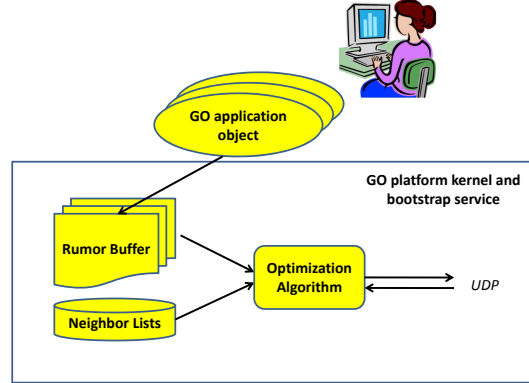 GO application
object
GO platform kernel and
bootstrap service
Rumor Buffer
Optimization
Algorithm
UDP
Neighbor Lists